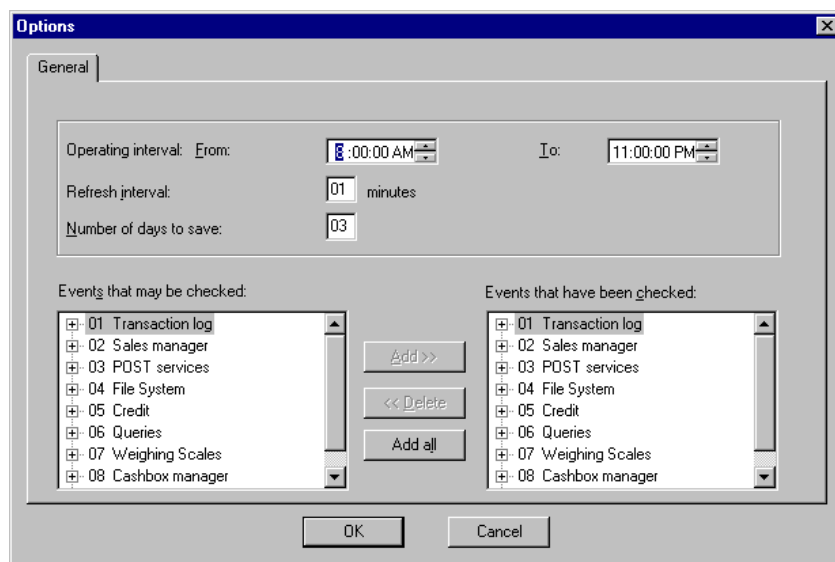 Options
General
Operating interval: From: 8 :00:00 AM To: 11:00:00 PM
Refresh interval: 01 minutes
Number of days to save: 03
Events that may be checked:
01 Transaction log
02 Sales manager
03 POST services
04 File System
05 Credit
06 Queries
07 Weighing Scales
08 Cashbox manager
Add >>
<< Delete
Add all
Events that have been checked:
01 Transaction log
02 Sales manager
03 POST services
04 File System
05 Credit
06 Queries
07 Weighing Scales
08 Cashbox manager
OK Cancel